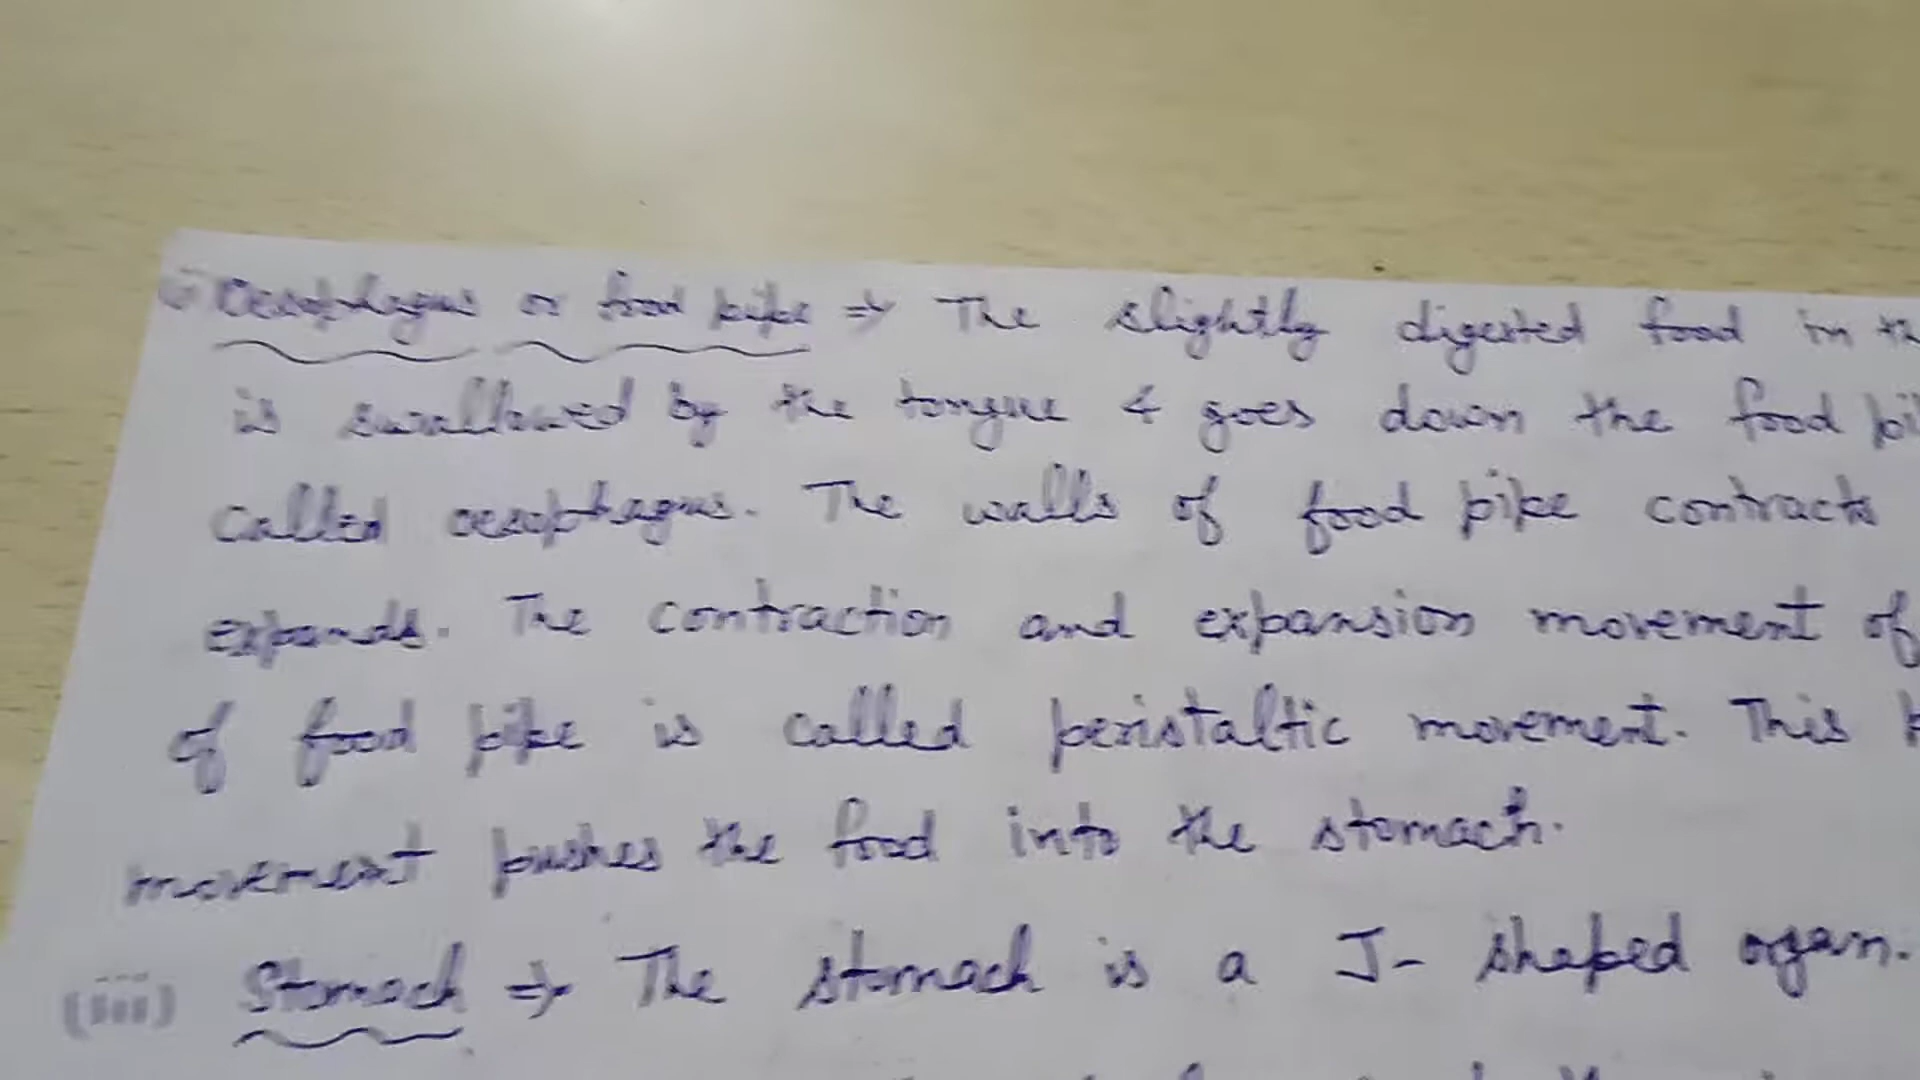 Oesophagus or food pipe ⇒ The slightly digested food in
is swallowed by the tongue & goes down the food
called oesophagus. The walls of food pipe contracts
expands. The contraction and expansion movement of
of food pipe is called peristaltic movement. This
movement pushes the food into the stomach.
(iii) Stomach ⇒ The stomach is a J- shaped organ.